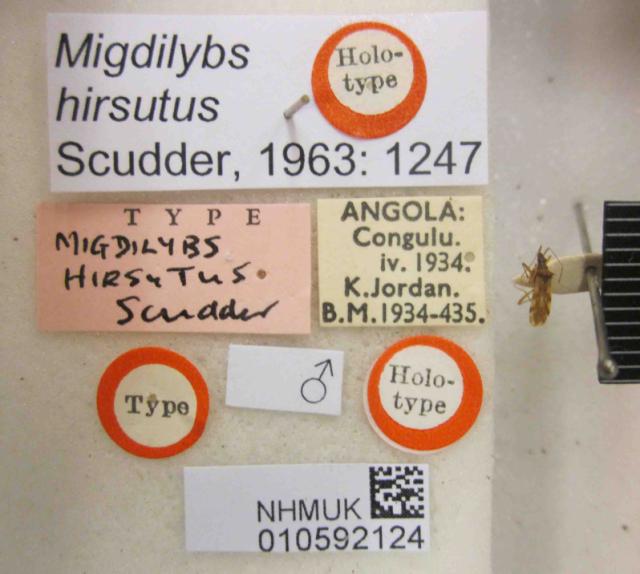 Migdilybs
hirsutus
Scudder, 1963: 1247
Holo-
type
TYPE
MIGDILYBS
HIRSUTUS.
Scudder
ANGOLA:
Congulu.
iv. 1934.
K.Jordan.
B.M.1934-435.
Type
♂
Holo-
type
NHMUK
010592124